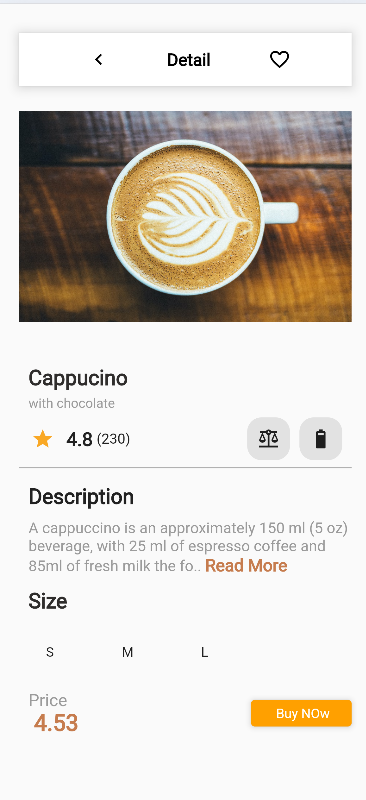 Detail
Cappucino
with chocolate
4.8 (230)
Description
A cappuccino is an approximately 150 ml (5 oz)
beverage, with 25 ml of espresso coffee and
85ml of fresh milk the fo.. Read More
Size
S M L
Price
4.53
Buy NOw